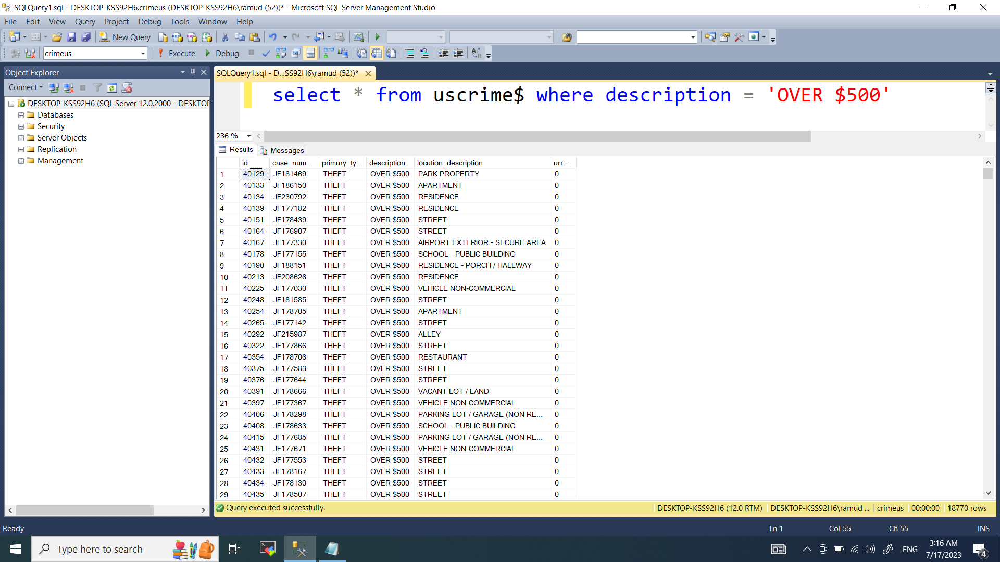 SQLQuery1.sql - DESKTOP-KSS92H6.crimeus (DESKTOP-KSS92H6\ramud (52))* - Microsoft SQL Server Management Studio
File Edit View Query Project Debug Tools Window Help
New Query
crimeus Execute Debug
Object Explorer
Connect
DESKTOP-KSS92H6 (SQL Server 12.0.2000 - DESKTOP
Databases
Security
Server Objects
Replication
Management
SQLQuery1.sql - D...SS92H6\ramud (52))*
select * from uscrime$ where description = 'OVER $500'
236 %
Results Messages
id case_num... primary_ty... description location_description arr...
1 40129 JF181469 THEFT OVER $500 PARK PROPERTY 0
2 40133 JF186150 THEFT OVER $500 APARTMENT 0
3 40134 JF230792 THEFT OVER $500 RESIDENCE 0
4 40139 JF177182 THEFT OVER $500 RESIDENCE 0
5 40151 JF178439 THEFT OVER $500 STREET 0
6 40164 JF176907 THEFT OVER $500 STREET 0
7 40167 JF177330 THEFT OVER $500 AIRPORT EXTERIOR - SECURE AREA 0
8 40178 JF177155 THEFT OVER $500 SCHOOL - PUBLIC BUILDING 0
9 40190 JF188151 THEFT OVER $500 RESIDENCE - PORCH / HALLWAY 0
10 40213 JF208626 THEFT OVER $500 RESIDENCE 0
11 40225 JF177030 THEFT OVER $500 VEHICLE NON-COMMERCIAL 0
12 40248 JF181585 THEFT OVER $500 STREET 0
13 40254 JF178705 THEFT OVER $500 APARTMENT 0
14 40265 JF177142 THEFT OVER $500 STREET 0
15 40292 JF215987 THEFT OVER $500 ALLEY 0
16 40322 JF177866 THEFT OVER $500 STREET 0
17 40354 JF178706 THEFT OVER $500 RESTAURANT 0
18 40375 JF177583 THEFT OVER $500 STREET 0
19 40376 JF177644 THEFT OVER $500 STREET 0
20 40391 JF178666 THEFT OVER $500 VACANT LOT / LAND 0
21 40397 JF177367 THEFT OVER $500 VEHICLE NON-COMMERCIAL 0
22 40406 JF178298 THEFT OVER $500 PARKING LOT / GARAGE (NON RE... 0
23 40408 JF178633 THEFT OVER $500 SCHOOL - PUBLIC BUILDING 0
24 40415 JF177685 THEFT OVER $500 PARKING LOT / GARAGE (NON RE... 0
25 40431 JF177671 THEFT OVER $500 VEHICLE NON-COMMERCIAL 0
26 40432 JF177553 THEFT OVER $500 STREET 0
27 40433 JF178167 THEFT OVER $500 STREET 0
28 40434 JF178130 THEFT OVER $500 STREET 0
29 40435 JF178507 THEFT OVER $500 STREET 0
Query executed successfully. DESKTOP-KSS92H6 (12.0 RTM) DESKTOP-KSS92H6\ramud ... crimeus 00:00:00 18770 rows
Ready Ln 1 Col 55 Ch 55 INS
Type here to search ENG 3:16 AM
7/17/2023 4